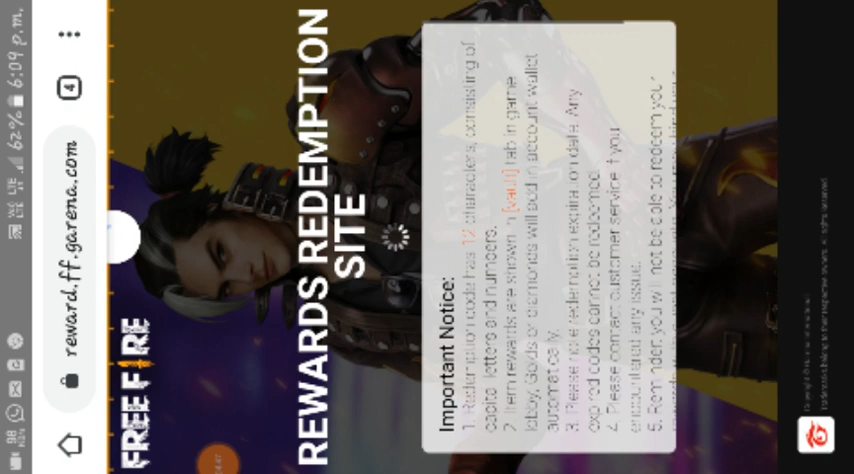 6:09 p.m.
62%
reward.ff.garena.com
4
FREE FIRE
REWARDS REDEMPTION
SITE
Important Notice:
1. Redemption code has 12 characters, consisting of
capital letters and numbers.
2. Item rewards are shown in [vault] tab in game
lobby; Golds or diamonds will add in account wallet
automatically.
3. Please note redemption expiration date. Any
expired codes cannot be redeemed.
4. Please contact customer service if you
encountered any issue.
5. Reminder: you will not be able to redeem your